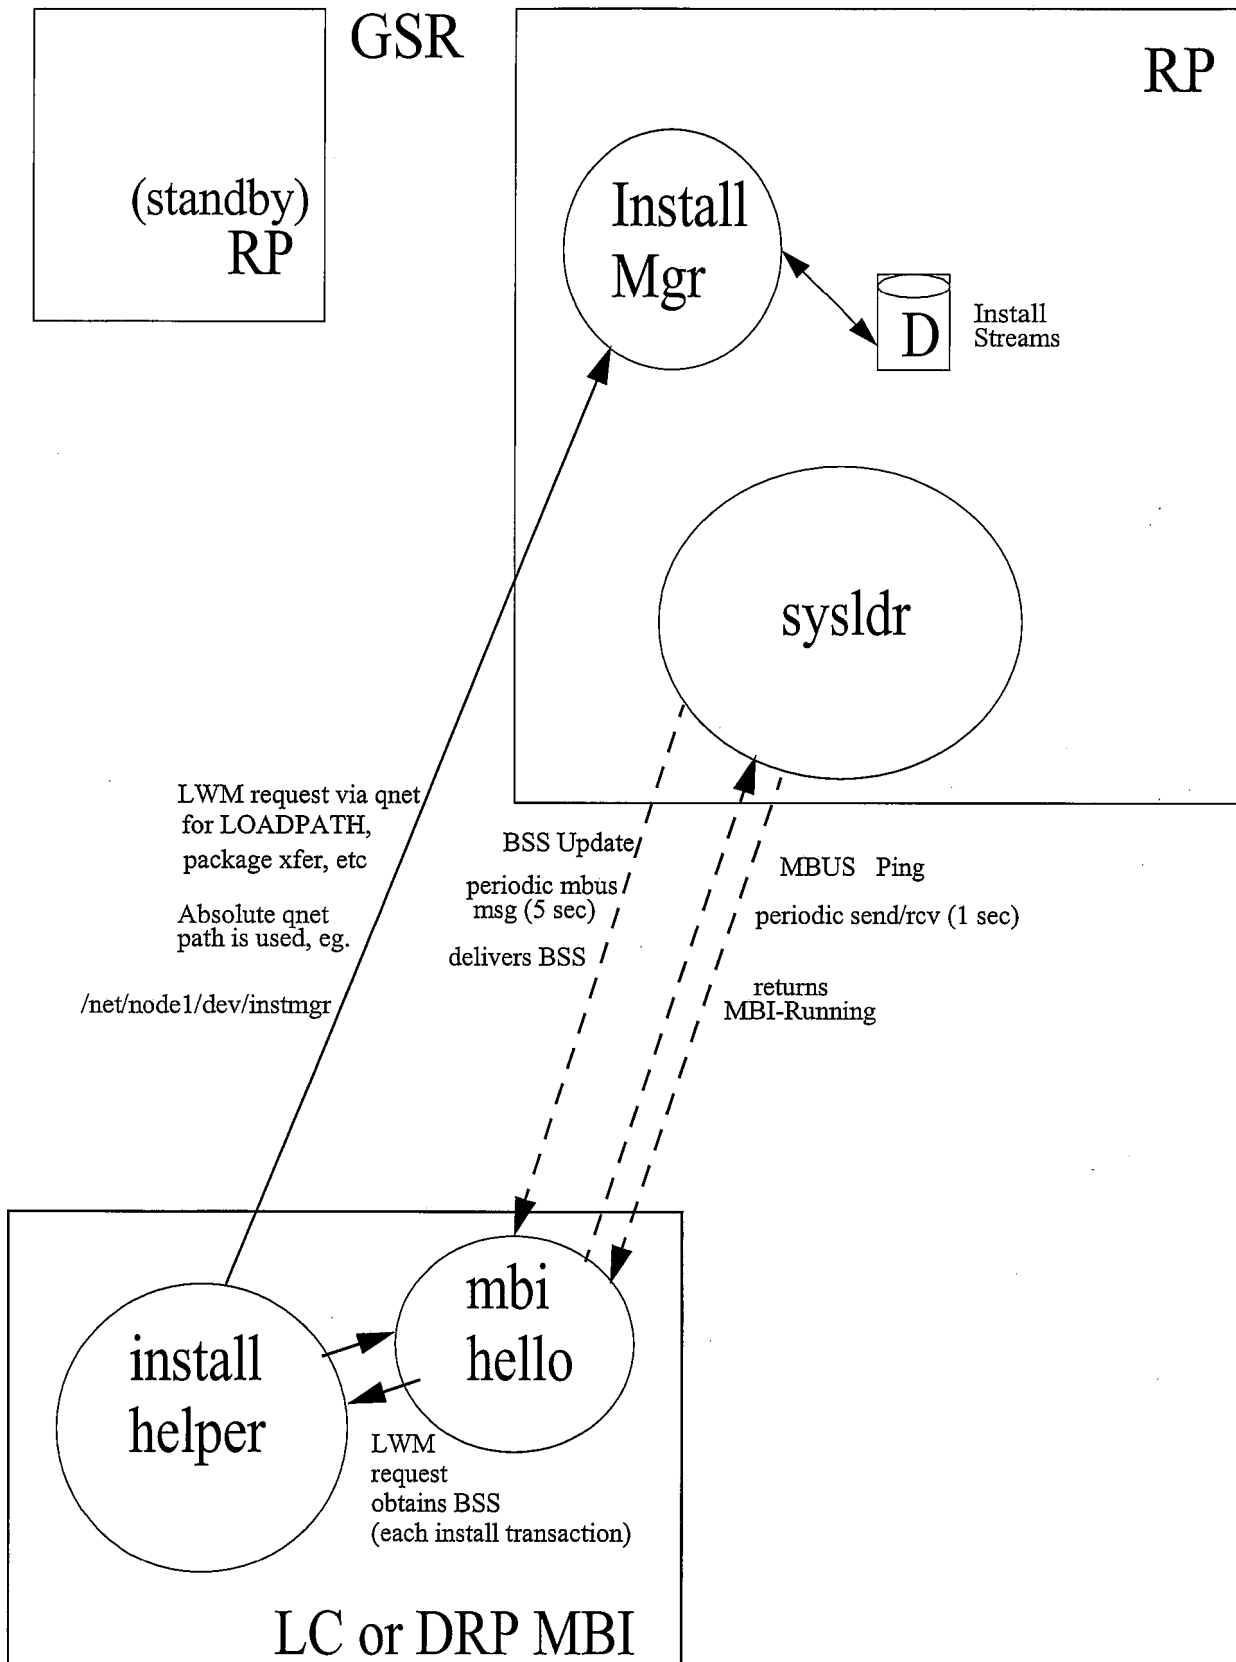 GSR
RP
(standby)
RP
Install
Mgr
D
Install
Streams
sysldr
LWM request via qnet
for LOADPATH,
package xfer, etc
Absolute qnet
path is used, eg.
/net/node1/dev/instmgr
BSS Update
periodic mbus
msg (5 sec)
delivers BSS
MBUS Ping
periodic send/rcv (1 sec)
returns
MBI-Running
mbi
hello
install
helper
LWM
request
obtains BSS
(each install transaction)
LC or DRP MBI